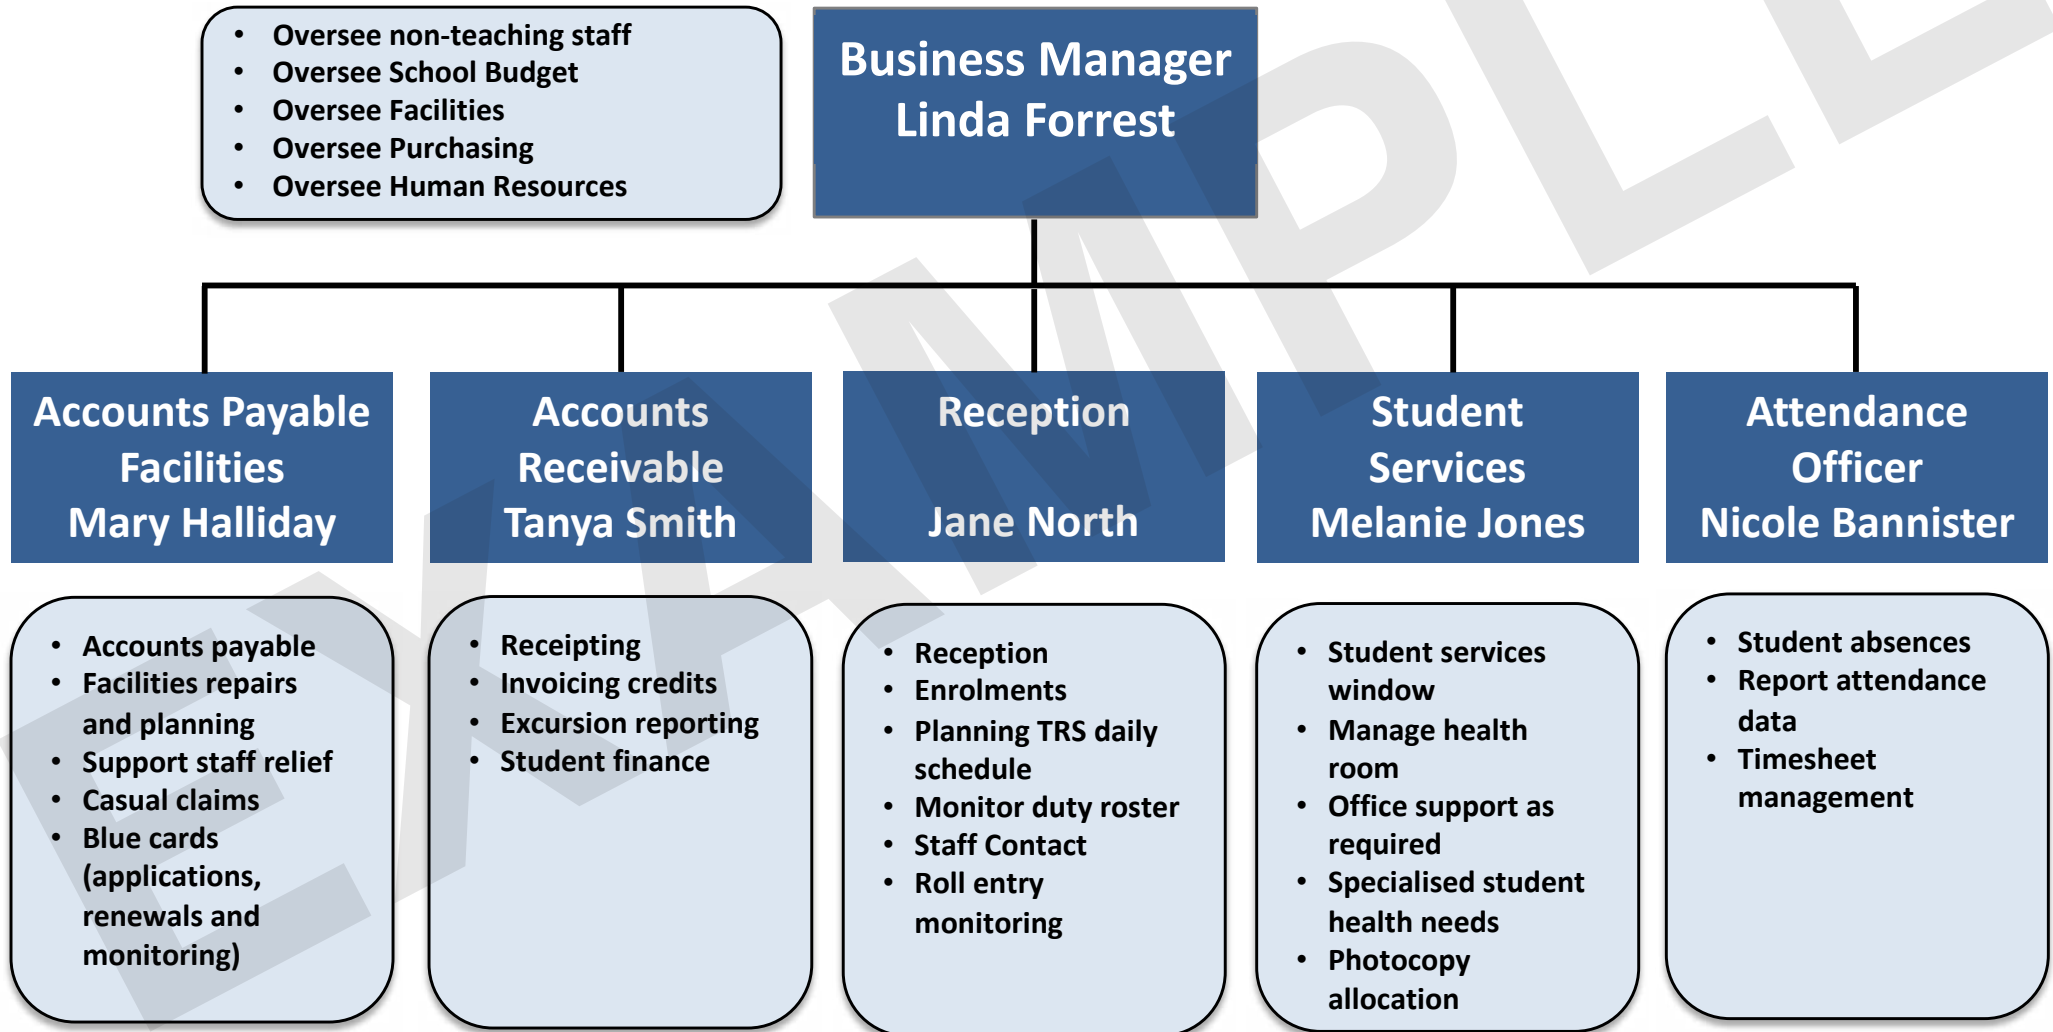 • Oversee non-teaching staff
• Oversee School Budget
• Oversee Facilities
• Oversee Purchasing
• Oversee Human Resources
Business Manager
Linda Forrest
Accounts Payable
Facilities
Mary Halliday
Accounts
Receivable
Tanya Smith
Reception
Jane North
Student
Services
Melanie Jones
Attendance
Officer
Nicole Bannister
• Accounts payable
• Facilities repairs
and planning
• Support staff relief
• Casual claims
• Blue cards
(applications,
renewals and
monitoring)
• Receipting
• Invoicing credits
• Excursion reporting
• Student finance
• Reception
• Enrolments
• Planning TRS daily
schedule
• Monitor duty roster
• Staff Contact
• Roll entry
monitoring
• Student services
window
• Manage health
room
• Office support as
required
• Specialised student
health needs
• Photocopy
allocation
• Student absences
• Report attendance
data
• Timesheet
management
EXAMPLE